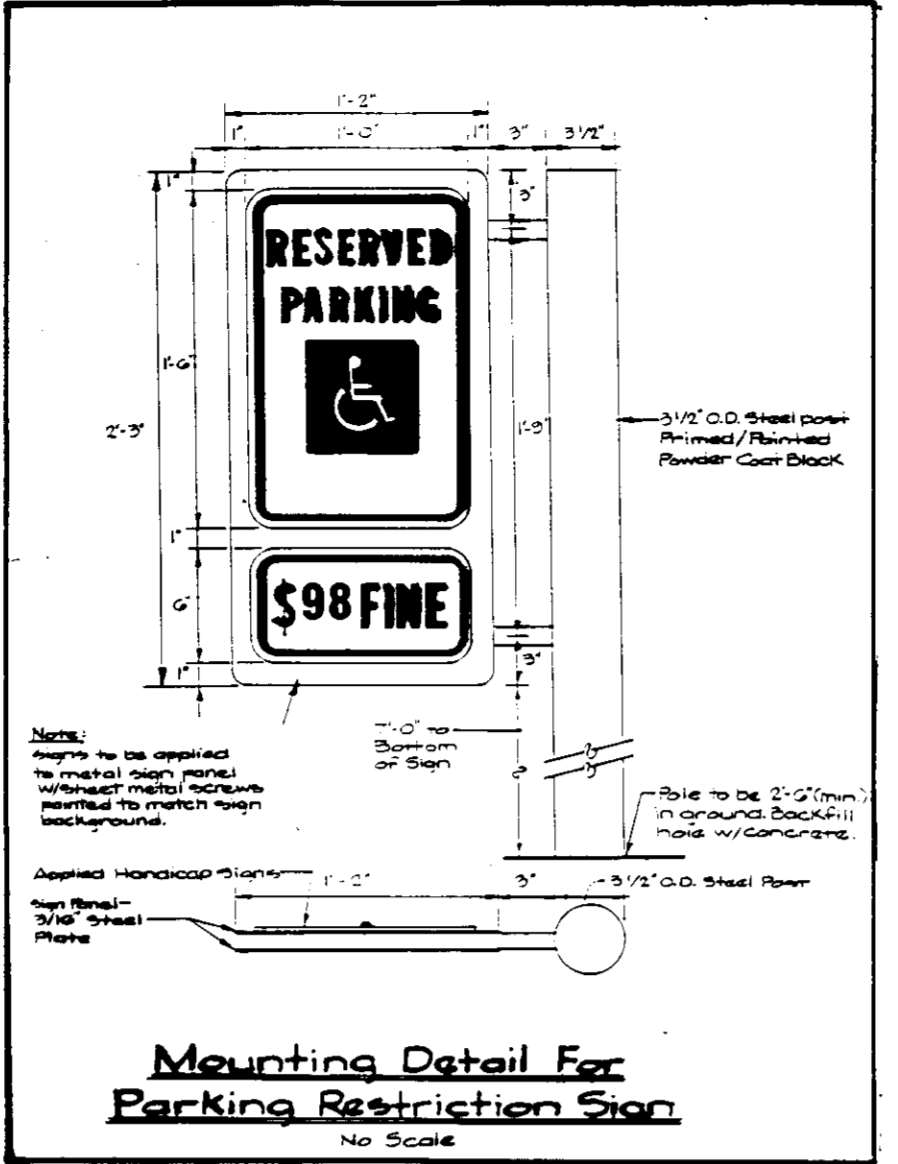 1'-2"
1" 1'-0" 1" 3" 3 1/2"
1"
3"
RESERVED
PARKING
1'-6"
2'-3"
1'-9"
3 1/2" O.D. Steel post
Primed/Painted
Powder Coat Black
1"
6"
$98 FINE
1"
3"
Note:
signs to be applied
to metal sign panel
w/sheet metal screws
painted to match sign
background.
7'-0" to
Bottom
of Sign
Pole to be 2'-6" (min.)
in ground. Backfill
hole w/concrete.
Applied Handicap Signs
1'-2" 3" 3 1/2" O.D. Steel Post
Sign Panel-
3/16" Steel
Plate
Mounting Detail For
Parking Restriction Sign
No Scale